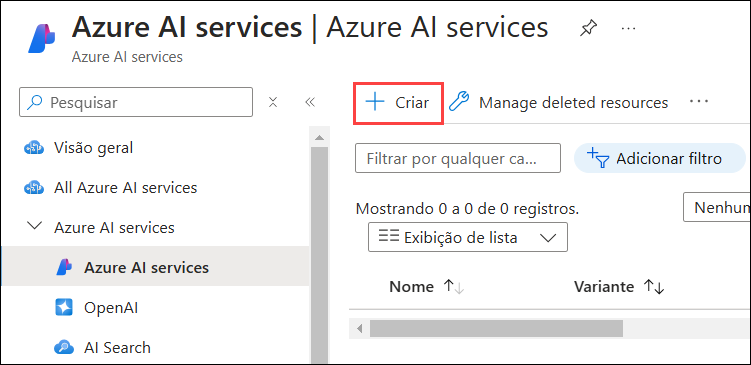 Azure AI services | Azure AI services
Azure AI services
Pesquisar
Visão geral
All Azure AI services
Azure AI services
Azure AI services
OpenAI
AI Search
Criar
Manage deleted resources
Filtrar por qualquer ca...
Adicionar filtro
Mostrando 0 a 0 de 0 registros.
Nenhum
Exibição de lista
Nome
Variante